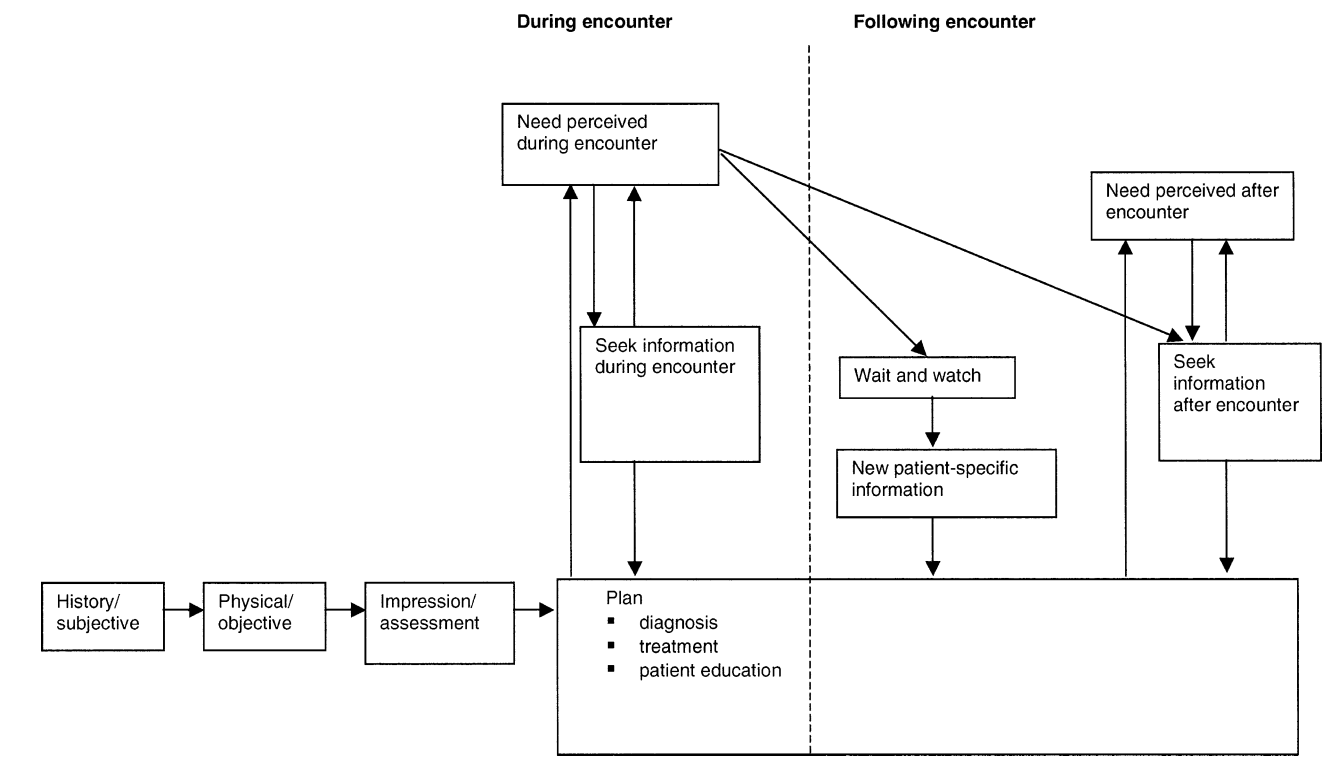 During encounter
Following encounter
Need perceived
during encounter
Need perceived after
encounter
Seek information
during encounter
Wait and watch
Seek
information
after encounter
New patient-specific
information
History/
subjective
Physical/
objective
Impression/
assessment
Plan
▪ diagnosis
▪ treatment
▪ patient education